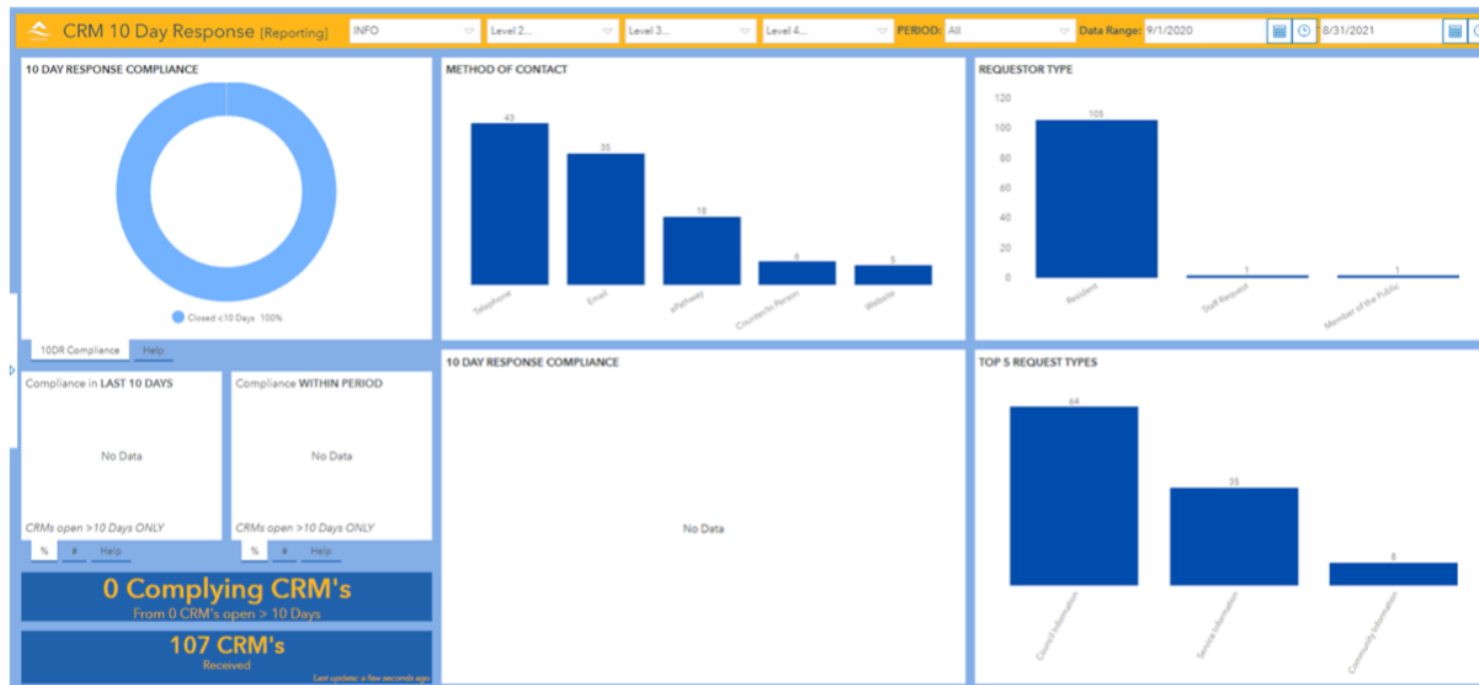 CRM 10 Day Response [Reporting] INFO Level 2... Level 3... Level 4... PERIOD: All Data Range: 9/1/2020 8/31/2021
10 DAY RESPONSE COMPLIANCE
Closed <10 Days 100%
10DR Compliance Help
METHOD OF CONTACT
43
35
18
6
5
Telephone
Email
ePathway
Counter/In Person
Website
REQUESTOR TYPE
120
100
80
60
40
20
0
105
1
1
Resident
Staff Request
Member of the Public
Compliance in LAST 10 DAYS
No Data
CRMs open >10 Days ONLY
% # Help
Compliance WITHIN PERIOD
No Data
CRMs open >10 Days ONLY
% # Help
0 Complying CRM's
From 0 CRM's open > 10 Days
107 CRM's
Received
Last update: a few seconds ago
10 DAY RESPONSE COMPLIANCE
No Data
TOP 5 REQUEST TYPES
64
35
8
Council Information
Service Information
Community Information